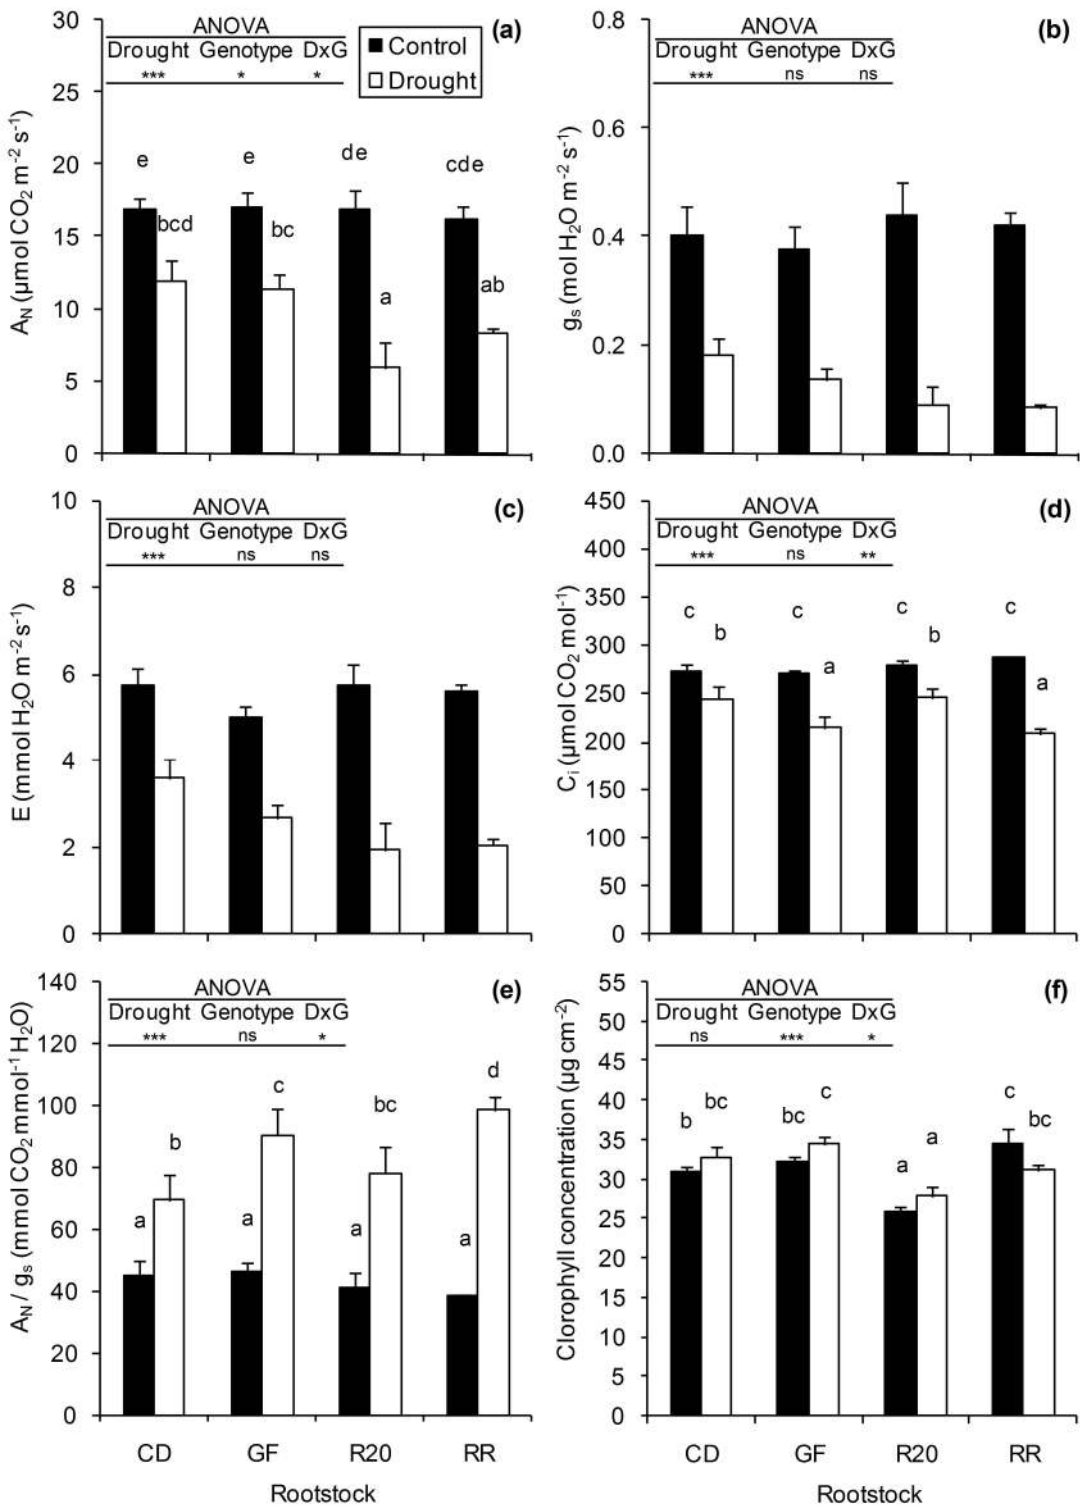 ANOVA
Drought Genotype DxG
*** * *
(a)
Control
Drought
30
25
20
15
10
5
0
A_N (µmol CO₂ m⁻² s⁻¹)
e e de cde
bcd bc a ab
ANOVA
Drought Genotype DxG
*** ns ns
(b)
0.8
0.6
0.4
0.2
0.0
gₛ (mol H₂O m⁻² s⁻¹)
ANOVA
Drought Genotype DxG
*** ns ns
(c)
10
8
6
4
2
0
E (mmol H₂O m⁻² s⁻¹)
ANOVA
Drought Genotype DxG
*** ns **
(d)
450
400
350
300
250
200
150
100
50
0
Cᵢ (µmol CO₂ mol⁻¹)
c c c c
b a b a
ANOVA
Drought Genotype DxG
*** ns *
(e)
140
120
100
80
60
40
20
0
A_N / gₛ (mmol CO₂ mmol⁻¹ H₂O)
b c bc d
a a a a
CD GF R20 RR
Rootstock
ANOVA
Drought Genotype DxG
ns *** *
(f)
55
50
45
40
35
30
25
20
15
10
5
0
Clorophyll concentration (µg cm⁻²)
b bc bc c a a c bc
CD GF R20 RR
Rootstock